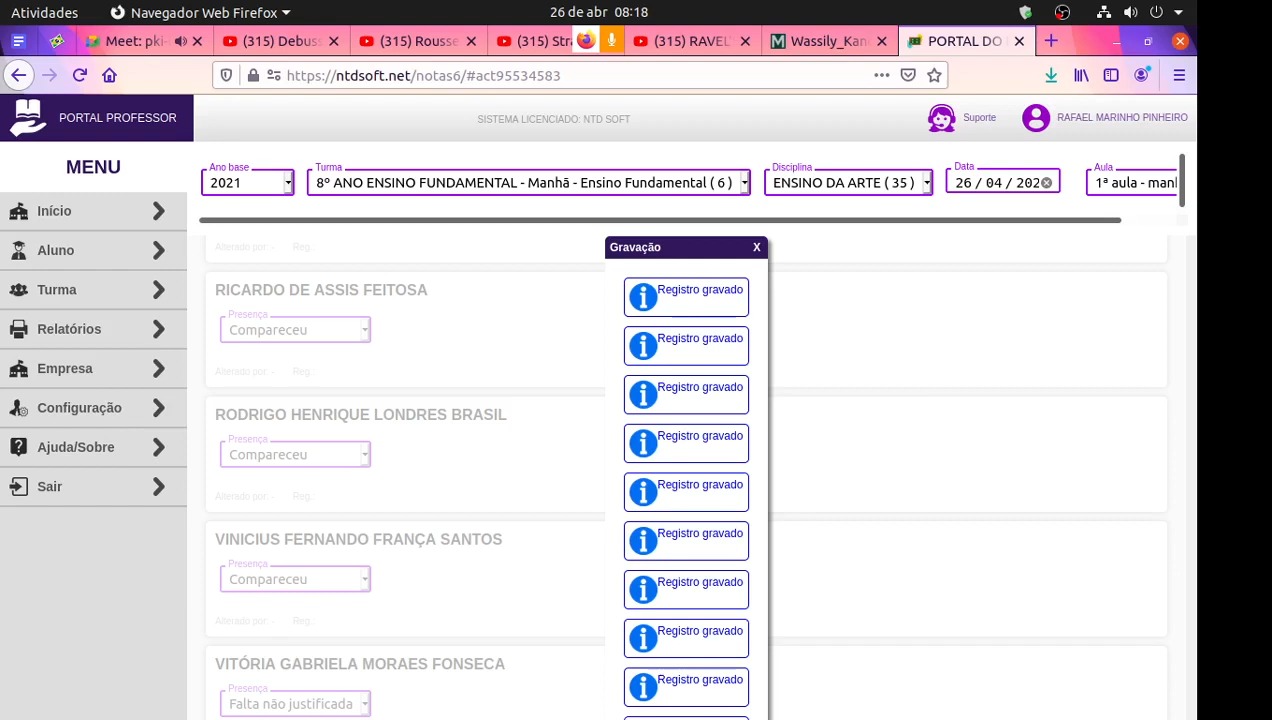 Atividades
Navegador Web Firefox
26 de abr 08:18
Meet: pki-
(315) Debus
(315) Rousse
(315) Stra
(315) RAVEL'
Wassily_Kan
PORTAL DO
https://ntdsoft.net/notas6/#act95534583
PORTAL PROFESSOR
SISTEMA LICENCIADO: NTD SOFT
Suporte
RAFAEL MARINHO PINHEIRO
MENU
Ano base
2021
Turma
8º ANO ENSINO FUNDAMENTAL - Manhã - Ensino Fundamental ( 6 )
Disciplina
ENSINO DA ARTE ( 35 )
Data
26 / 04 / 202
Aula
1ª aula - manh
Início
Aluno
Turma
Relatórios
Empresa
Configuração
Ajuda/Sobre
Sair
Alterado por: - Reg.:
RICARDO DE ASSIS FEITOSA
Presença
Compareceu
Alterado por: - Reg.:
RODRIGO HENRIQUE LONDRES BRASIL
Presença
Compareceu
Alterado por: - Reg.:
VINICIUS FERNANDO FRANÇA SANTOS
Presença
Compareceu
Alterado por: - Reg.:
VITÓRIA GABRIELA MORAES FONSECA
Presença
Falta não justificada
Gravação X
Registro gravado
Registro gravado
Registro gravado
Registro gravado
Registro gravado
Registro gravado
Registro gravado
Registro gravado
Registro gravado